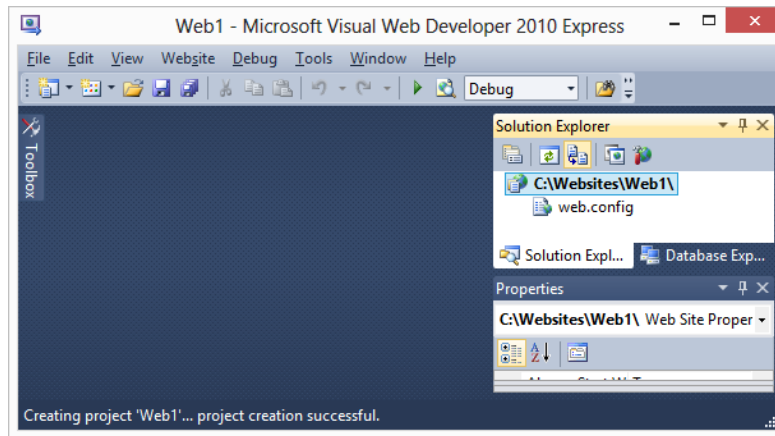 Web1 - Microsoft Visual Web Developer 2010 Express
File Edit View Website Debug Tools Window Help
Debug
Toolbox
Solution Explorer
C:\Websites\Web1\
web.config
Solution Expl... Database Exp...
Properties
C:\Websites\Web1\ Web Site Proper
Creating project 'Web1'... project creation successful.